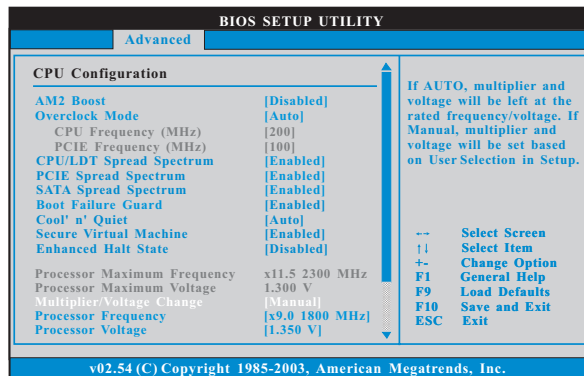 BIOS SETUP UTILITY
Advanced
CPU Configuration
AM2 Boost [Disabled]
Overclock Mode [Auto]
CPU Frequency (MHz) [200]
PCIE Frequency (MHz) [100]
CPU/LDT Spread Spectrum [Enabled]
PCIE Spread Spectrum [Enabled]
SATA Spread Spectrum [Enabled]
Boot Failure Guard [Enabled]
Cool' n' Quiet [Auto]
Secure Virtual Machine [Enabled]
Enhanced Halt State [Disabled]
Processor Maximum Frequency x11.5 2300 MHz
Processor Maximum Voltage 1.300 V
Multiplier/Voltage Change [Manual]
Processor Frequency [x9.0 1800 MHz]
Processor Voltage [1.350 V]
If AUTO, multiplier and
voltage will be left at the
rated frequency/voltage. If
Manual, multiplier and
voltage will be set based
on User Selection in Setup.
←→ Select Screen
↑↓ Select Item
+- Change Option
F1 General Help
F9 Load Defaults
F10 Save and Exit
ESC Exit
v02.54 (C) Copyright 1985-2003, American Megatrends, Inc.